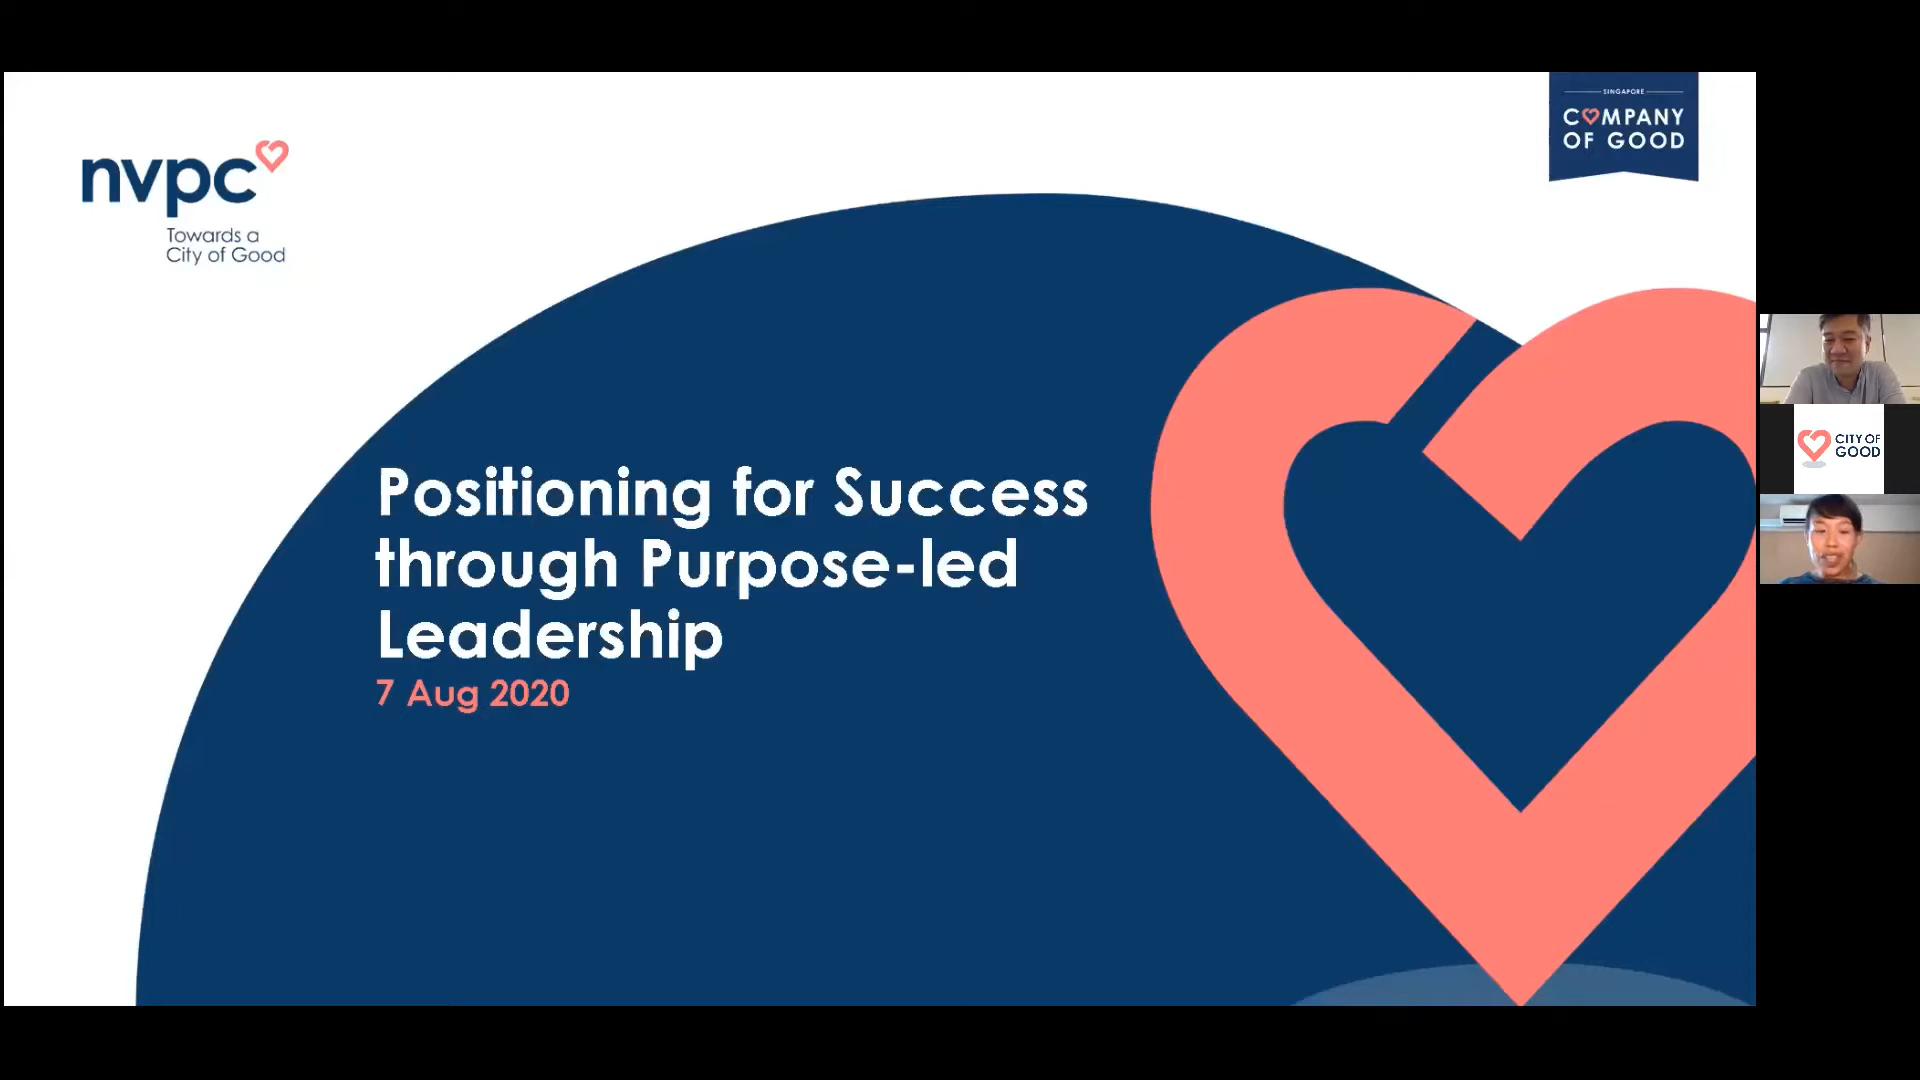 nvpc
Towards a
City of Good
SINGAPORE
COMPANY
OF GOOD
Positioning for Success
through Purpose-led
Leadership
7 Aug 2020
CITY OF
GOOD